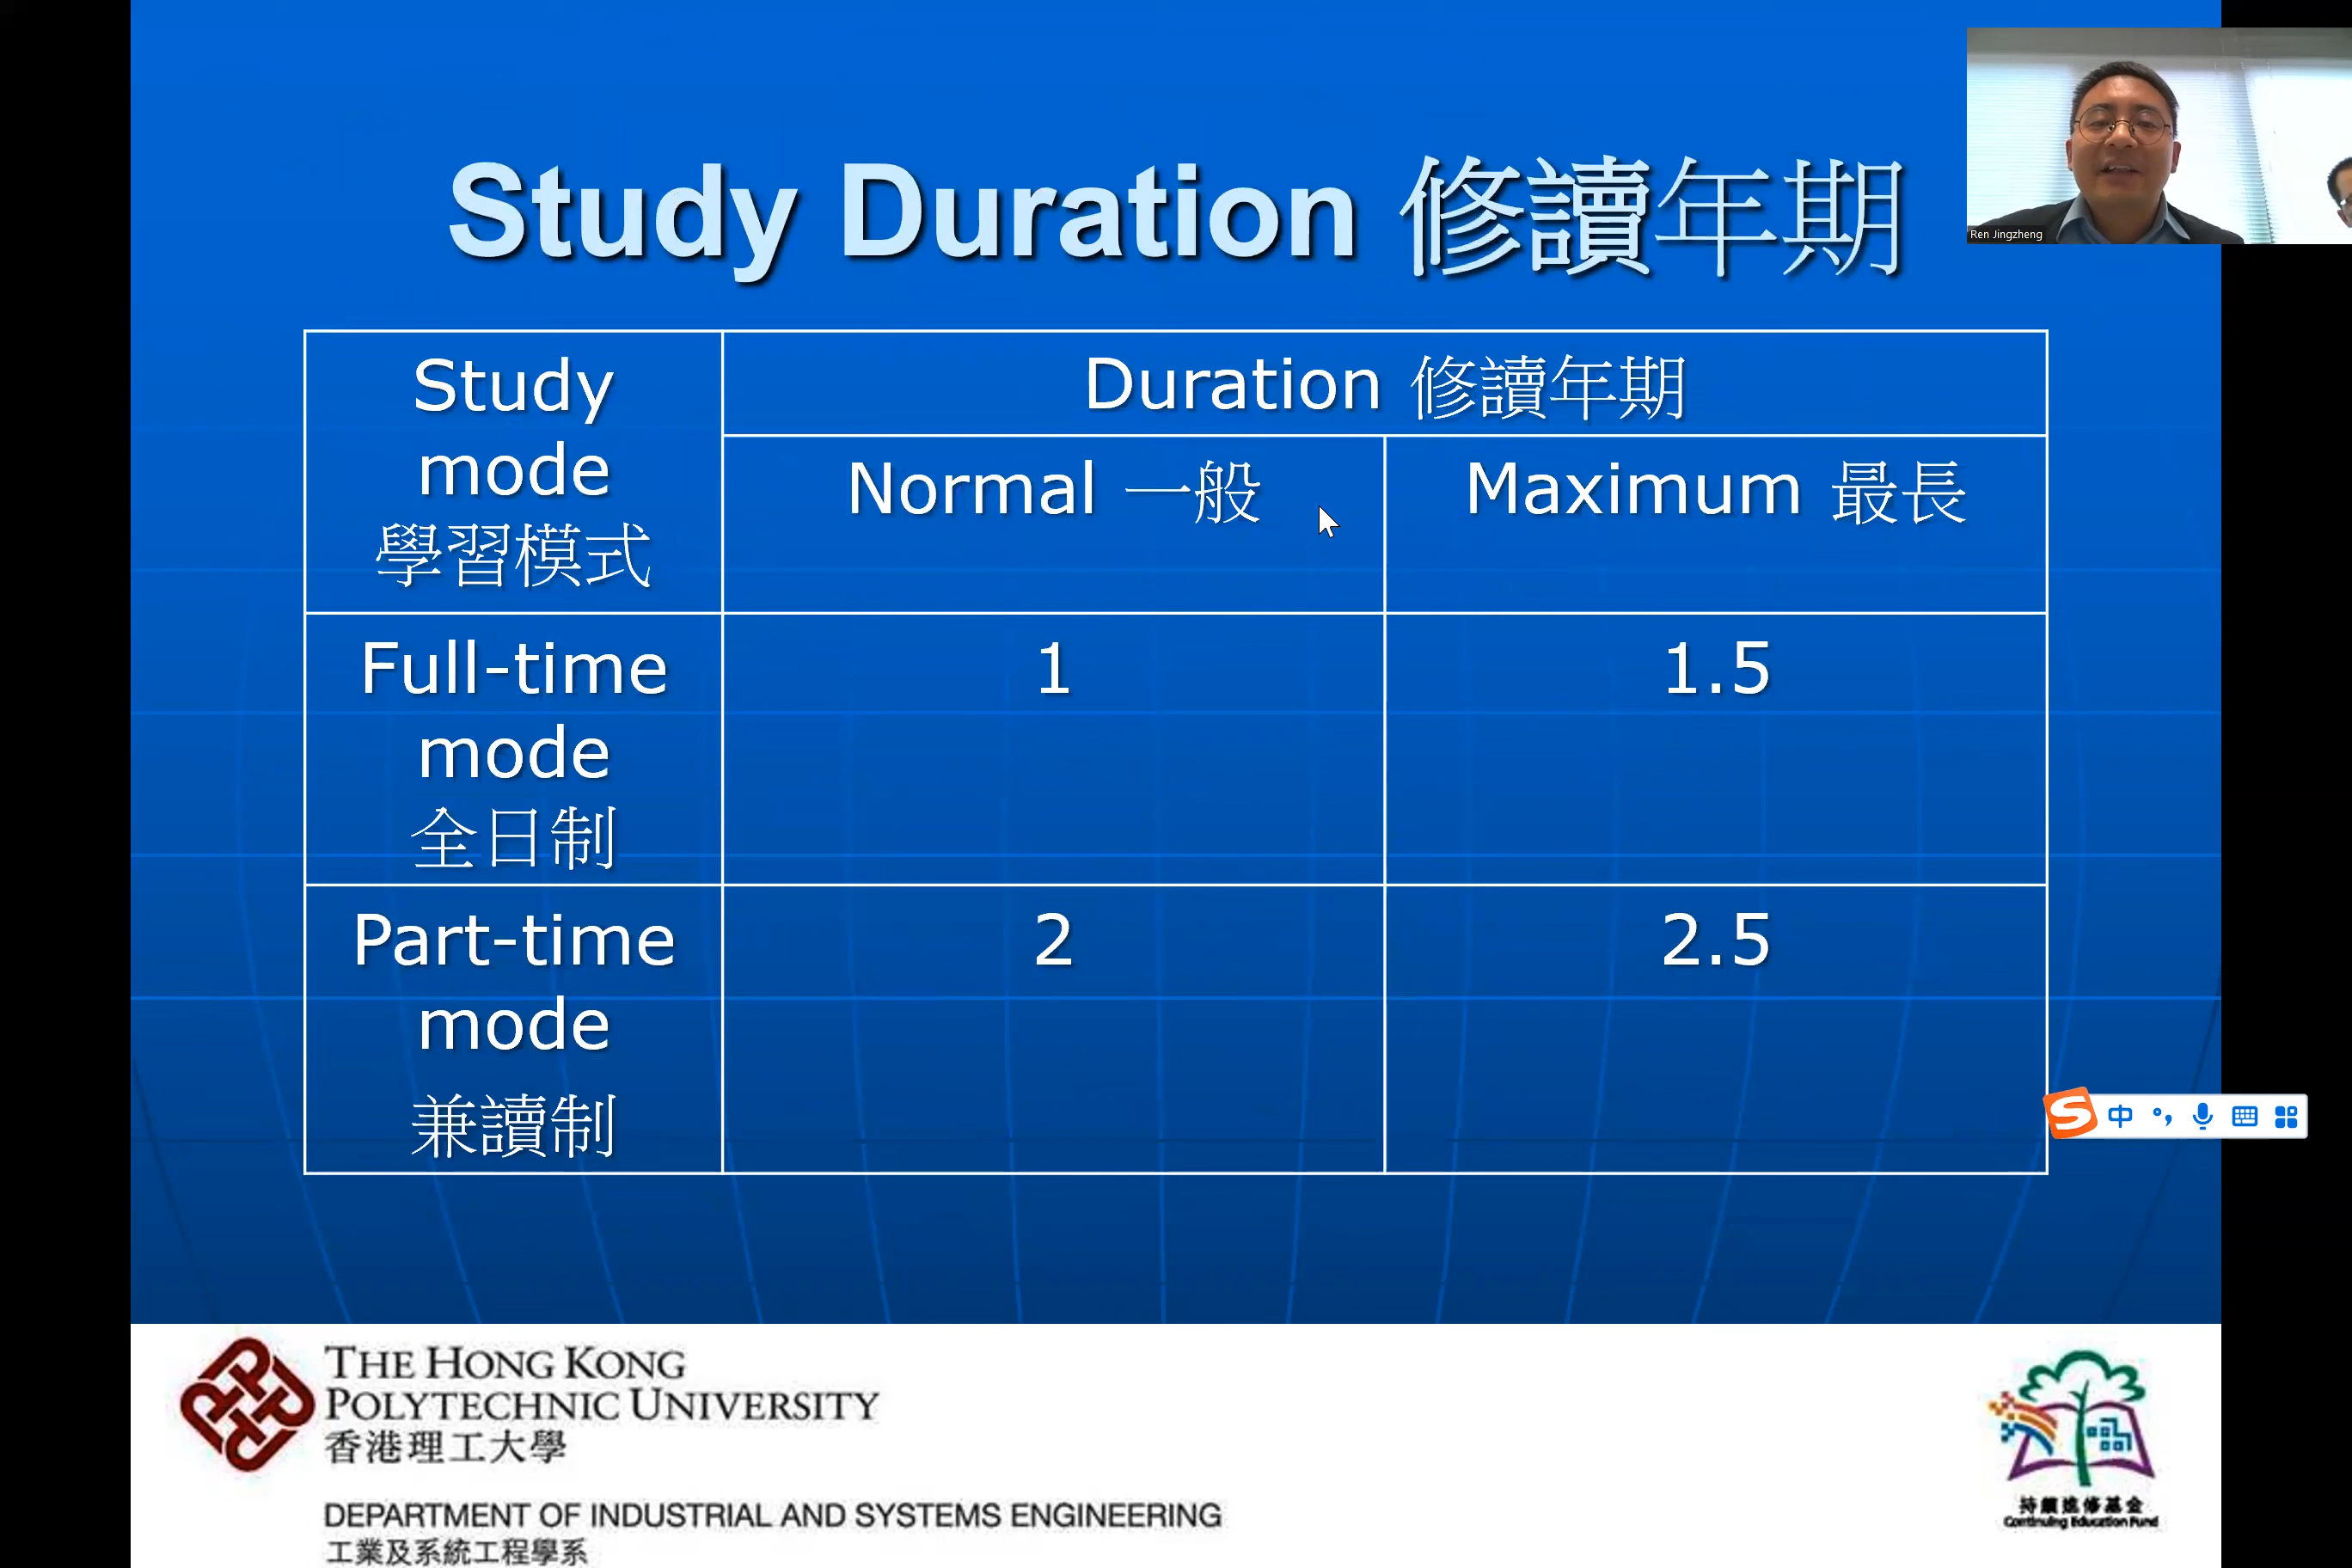 Study Duration 修讀年期
Ren Jingzheng
Study
mode
學習模式
Duration 修讀年期
Normal 一般
Maximum 最長
Full-time
mode
全日制
1
1.5
Part-time
mode
兼讀制
2
2.5
中 °,
THE HONG KONG
POLYTECHNIC UNIVERSITY
香港理工大學
DEPARTMENT OF INDUSTRIAL AND SYSTEMS ENGINEERING
工業及系統工程學系
持續進修基金
Continuing Education Fund